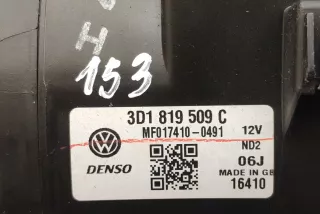 H
153
3D1 819 509 C
MF017410-0491 12V
ND2
DENSO
06J
MADE IN GB
16410